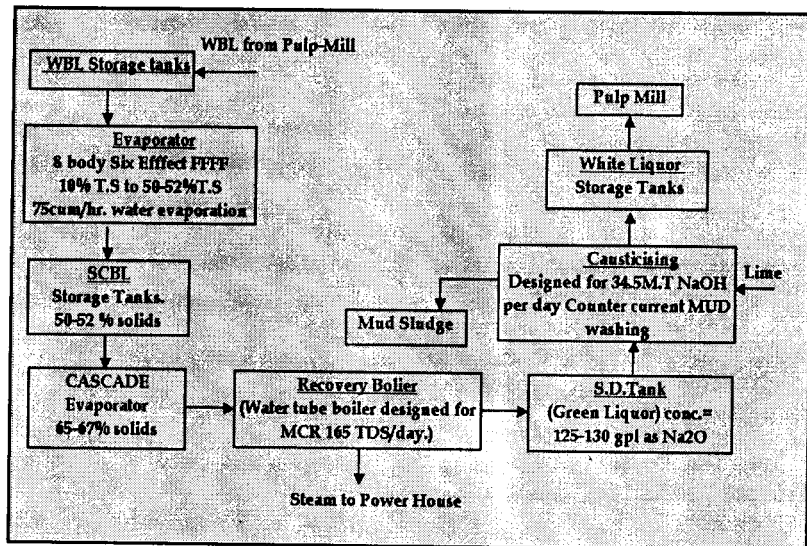 WBL from Pulp-Mill
WBL Storage tanks
Evaporator
8 body Six Efffect FFFF
10% T.S to 50-52%T.S
75cum/hr. water evaporation
SCBL
Storage Tanks.
50-52 % solids
CASCADE
Evaporator
65-67% solids
Recovery Bolier
(Water tube boiler designed for
MCR 165 TDS/day.)
Steam to Power House
S.D.Tank
(Green Liquor) conc.=
125-130 gpl as Na2O
Causticising
Designed for 34.5M.T NaOH
per day Counter current MUD
washing
Lime
Mud Sludge
White Liquor
Storage Tanks
Pulp Mill